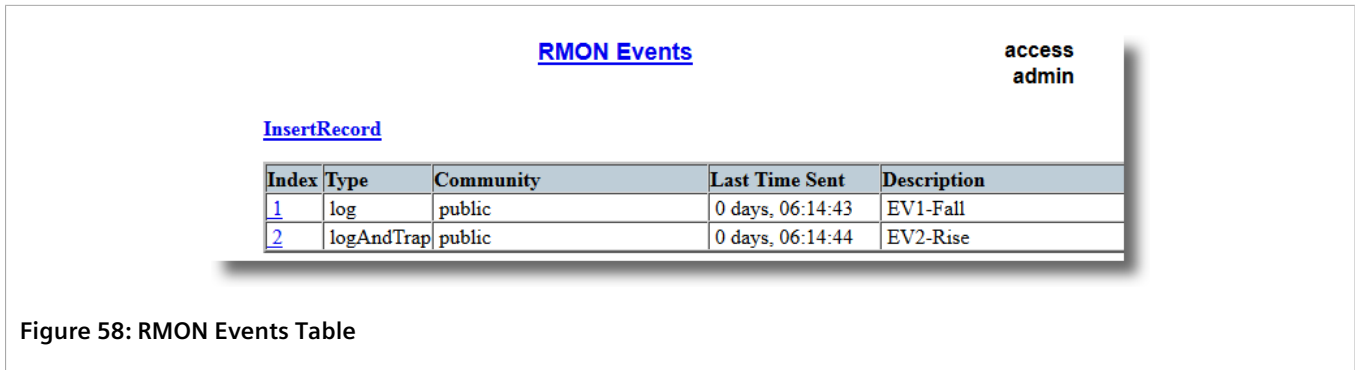 RMON Events
access
admin
InsertRecord
Index Type Community Last Time Sent Description
1 log public 0 days, 06:14:43 EV1-Fall
2 logAndTrap public 0 days, 06:14:44 EV2-Rise
Figure 58: RMON Events Table